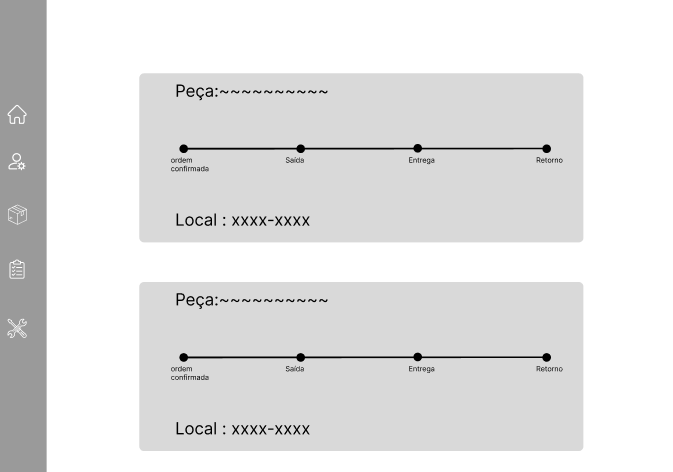 Peça:~~~~~~~~~~
ordem
confirmada
Saída
Entrega
Retorno
Local : xxxx-xxxx
Peça:~~~~~~~~~~
ordem
confirmada
Saída
Entrega
Retorno
Local : xxxx-xxxx